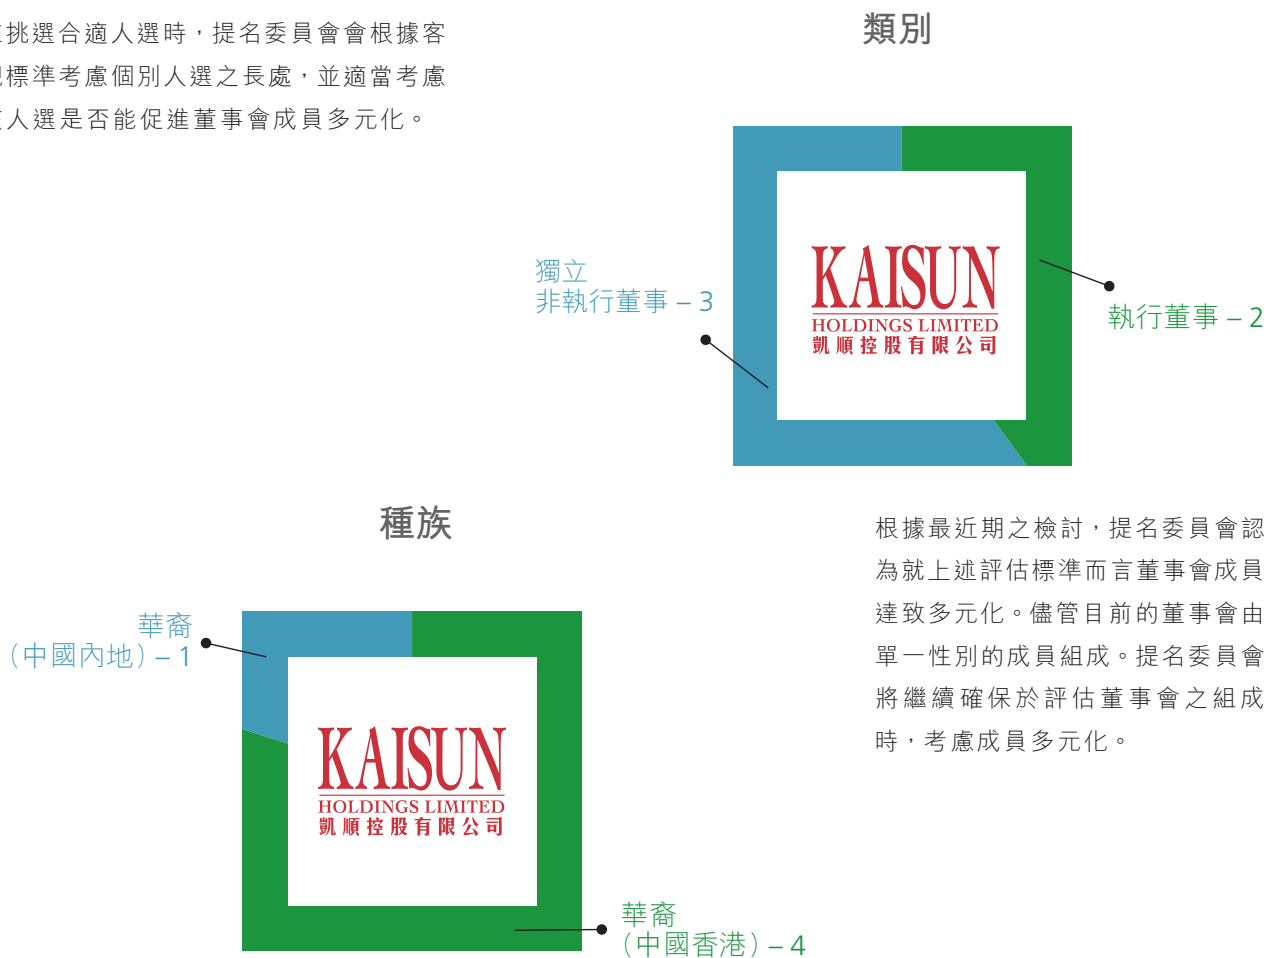 挑選合適人選時，提名委員會會根據客
標準考慮個別人選之長處，並適當考慮
人選是否能促進董事會成員多元化。
類別
獨立
非執行董事 – 3
執行董事 – 2
KAISUN
HOLDINGS LIMITED
凱順控股有限公司
種族
華裔
（中國內地）– 1
KAISUN
HOLDINGS LIMITED
凱順控股有限公司
華裔
（中國香港）– 4
根據最近期之檢討，提名委員會認
為就上述評估標準而言董事會成員
達致多元化。儘管目前的董事會由
單一性別的成員組成。提名委員會
將繼續確保於評估董事會之組成
時，考慮成員多元化。